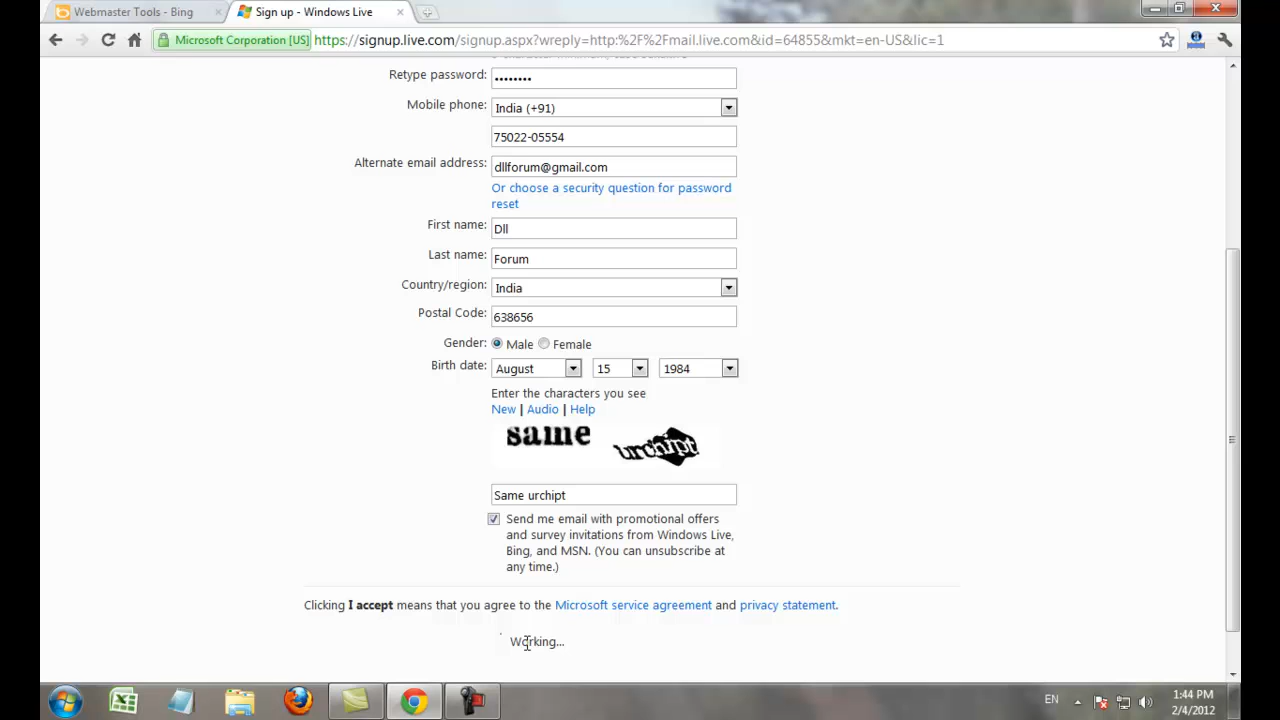 Webmaster Tools - Bing
Sign up - Windows Live
Microsoft Corporation [US] https://signup.live.com/signup.aspx?wreply=http:%2F%2Fmail.live.com&id=64855&mkt=en-US&lic=1
Retype password: ••••••••
Mobile phone: India (+91)
75022-05554
Alternate email address: dllforum@gmail.com
Or choose a security question for password
reset
First name: Dll
Last name: Forum
Country/region: India
Postal Code: 638656
Gender: Male Female
Birth date: August 15 1984
Enter the characters you see
New | Audio | Help
same urchipt
Same urchipt
Send me email with promotional offers
and survey invitations from Windows Live,
Bing, and MSN. (You can unsubscribe at
any time.)
Clicking I accept means that you agree to the Microsoft service agreement and privacy statement.
Working...
EN
1:44 PM
2/4/2012